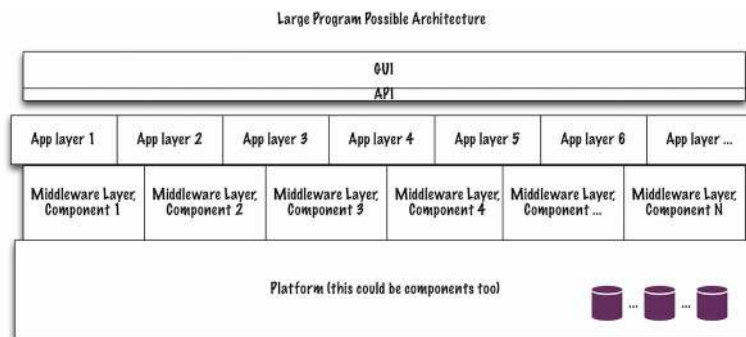 Large Program Possible Architecture
GUI
API
App layer 1
App layer 2
App layer 3
App layer 4
App layer 5
App layer 6
App layer ...
Middleware Layer,
Component 1
Middleware Layer,
Component 2
Middleware Layer,
Component 3
Middleware Layer,
Component 4
Middleware Layer,
Component ...
Middleware Layer,
Component N
Platform (this could be components too)
... ...